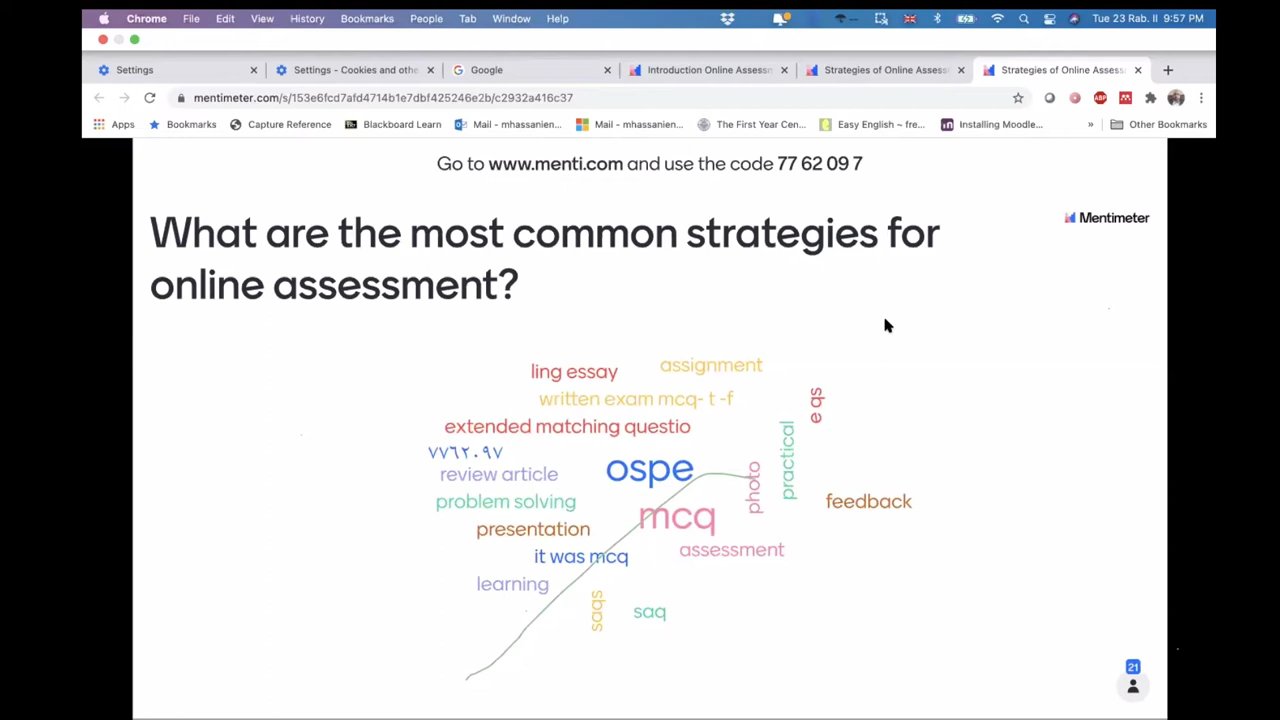 Chrome File Edit View History Bookmarks People Tab Window Help Tue 23 Rab. II 9:57 PM
Settings Settings - Cookies and othe Google Introduction Online Assessm Strategies of Online Assess Strategies of Online Assess
mentimeter.com/s/153e6fcd7afd4714b1e7dbf425246e2b/c2932a416c37
ABP
Apps Bookmarks Capture Reference Blackboard Learn Mail - mhassanien... Mail - mhassanien... The First Year Cen... Easy English ~ fre... Installing Moodle... » Other Bookmarks
Go to www.menti.com and use the code 77 62 09 7
Mentimeter
What are the most common strategies for
online assessment?
ling essay
assignment
written exam mcq- t -f
e qs
extended matching questio
practical
٧٧٦٢٠٩٧
ospe
photo
review article
problem solving
feedback
mcq
presentation
assessment
it was mcq
learning
saqs
saq
21